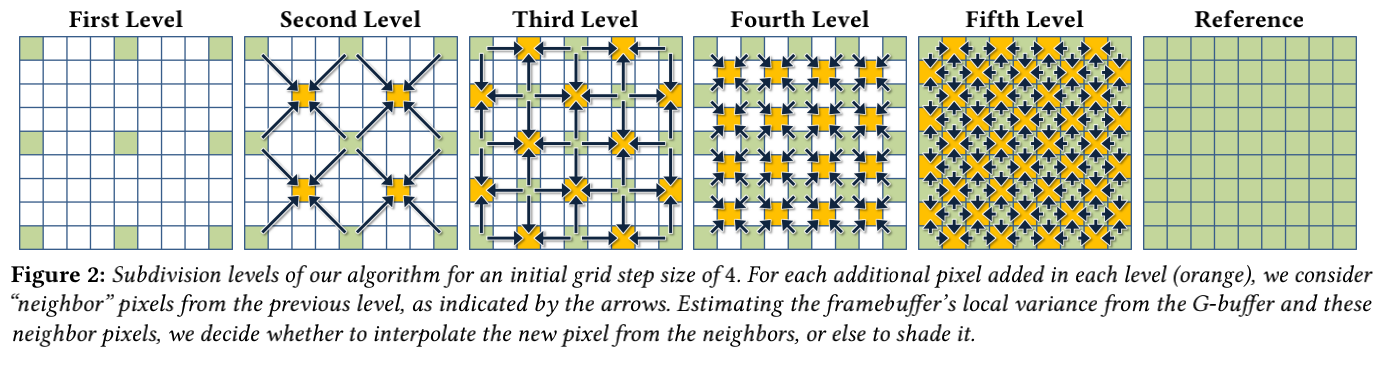 First Level Second Level Third Level Fourth Level Fifth Level Reference
Figure 2: Subdivision levels of our algorithm for an initial grid step size of 4. For each additional pixel added in each level (orange), we consider
“neighbor” pixels from the previous level, as indicated by the arrows. Estimating the framebuffer’s local variance from the G-buffer and these
neighbor pixels, we decide whether to interpolate the new pixel from the neighbors, or else to shade it.